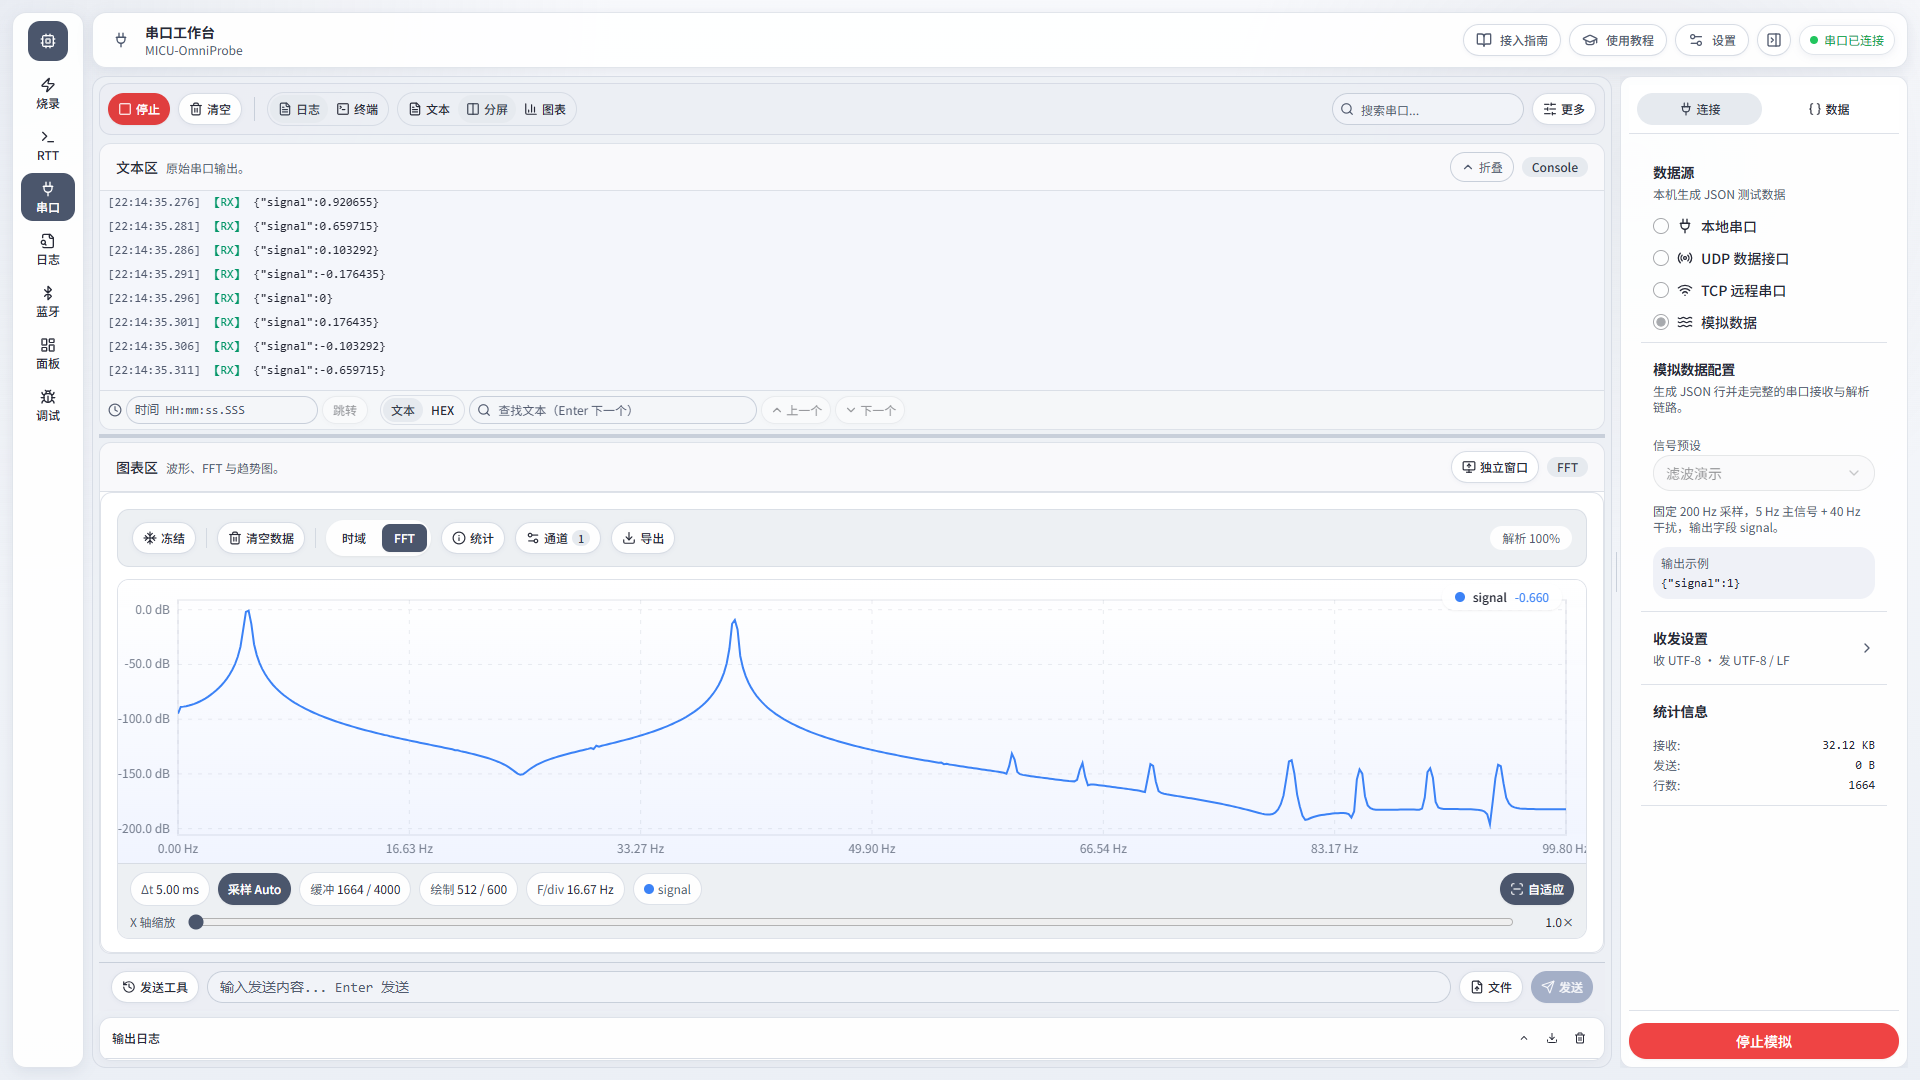 串口工作台
MICU-OmniProbe
接入指南
使用教程
设置
串口已连接
烧录
RTT
串口
日志
蓝牙
面板
调试
停止
清空
日志
终端
文本
分屏
图表
搜索串口...
更多
文本区 原始串口输出。
折叠
Console
[22:14:35.276] 【RX】 {"signal":0.920655}
[22:14:35.281] 【RX】 {"signal":0.659715}
[22:14:35.286] 【RX】 {"signal":0.103292}
[22:14:35.291] 【RX】 {"signal":-0.176435}
[22:14:35.296] 【RX】 {"signal":0}
[22:14:35.301] 【RX】 {"signal":0.176435}
[22:14:35.306] 【RX】 {"signal":-0.103292}
[22:14:35.311] 【RX】 {"signal":-0.659715}
时间 HH:mm:ss.SSS
跳转
文本
HEX
查找文本（Enter 下一个）
上一个
下一个
图表区 波形、FFT 与趋势图。
独立窗口
FFT
冻结
清空数据
时域
FFT
统计
通道 1
导出
解析 100%
signal -0.660
0.0 dB
-50.0 dB
-100.0 dB
-150.0 dB
-200.0 dB
0.00 Hz
16.63 Hz
33.27 Hz
49.90 Hz
66.54 Hz
83.17 Hz
99.80 Hz
Δt 5.00 ms
采样 Auto
缓冲 1664 / 4000
绘制 512 / 600
F/div 16.67 Hz
signal
自适应
X 轴缩放
1.0×
发送工具
输入发送内容... Enter 发送
文件
发送
输出日志
连接
{} 数据
数据源
本机生成 JSON 测试数据
本地串口
UDP 数据接口
TCP 远程串口
模拟数据
模拟数据配置
生成 JSON 行并走完整的串口接收与解析
链路。
信号预设
滤波演示
固定 200 Hz 采样，5 Hz 主信号 + 40 Hz
干扰，输出字段 signal。
输出示例
{"signal":1}
收发设置
收 UTF-8 · 发 UTF-8 / LF
统计信息
接收: 32.12 KB
发送: 0 B
行数: 1664
停止模拟